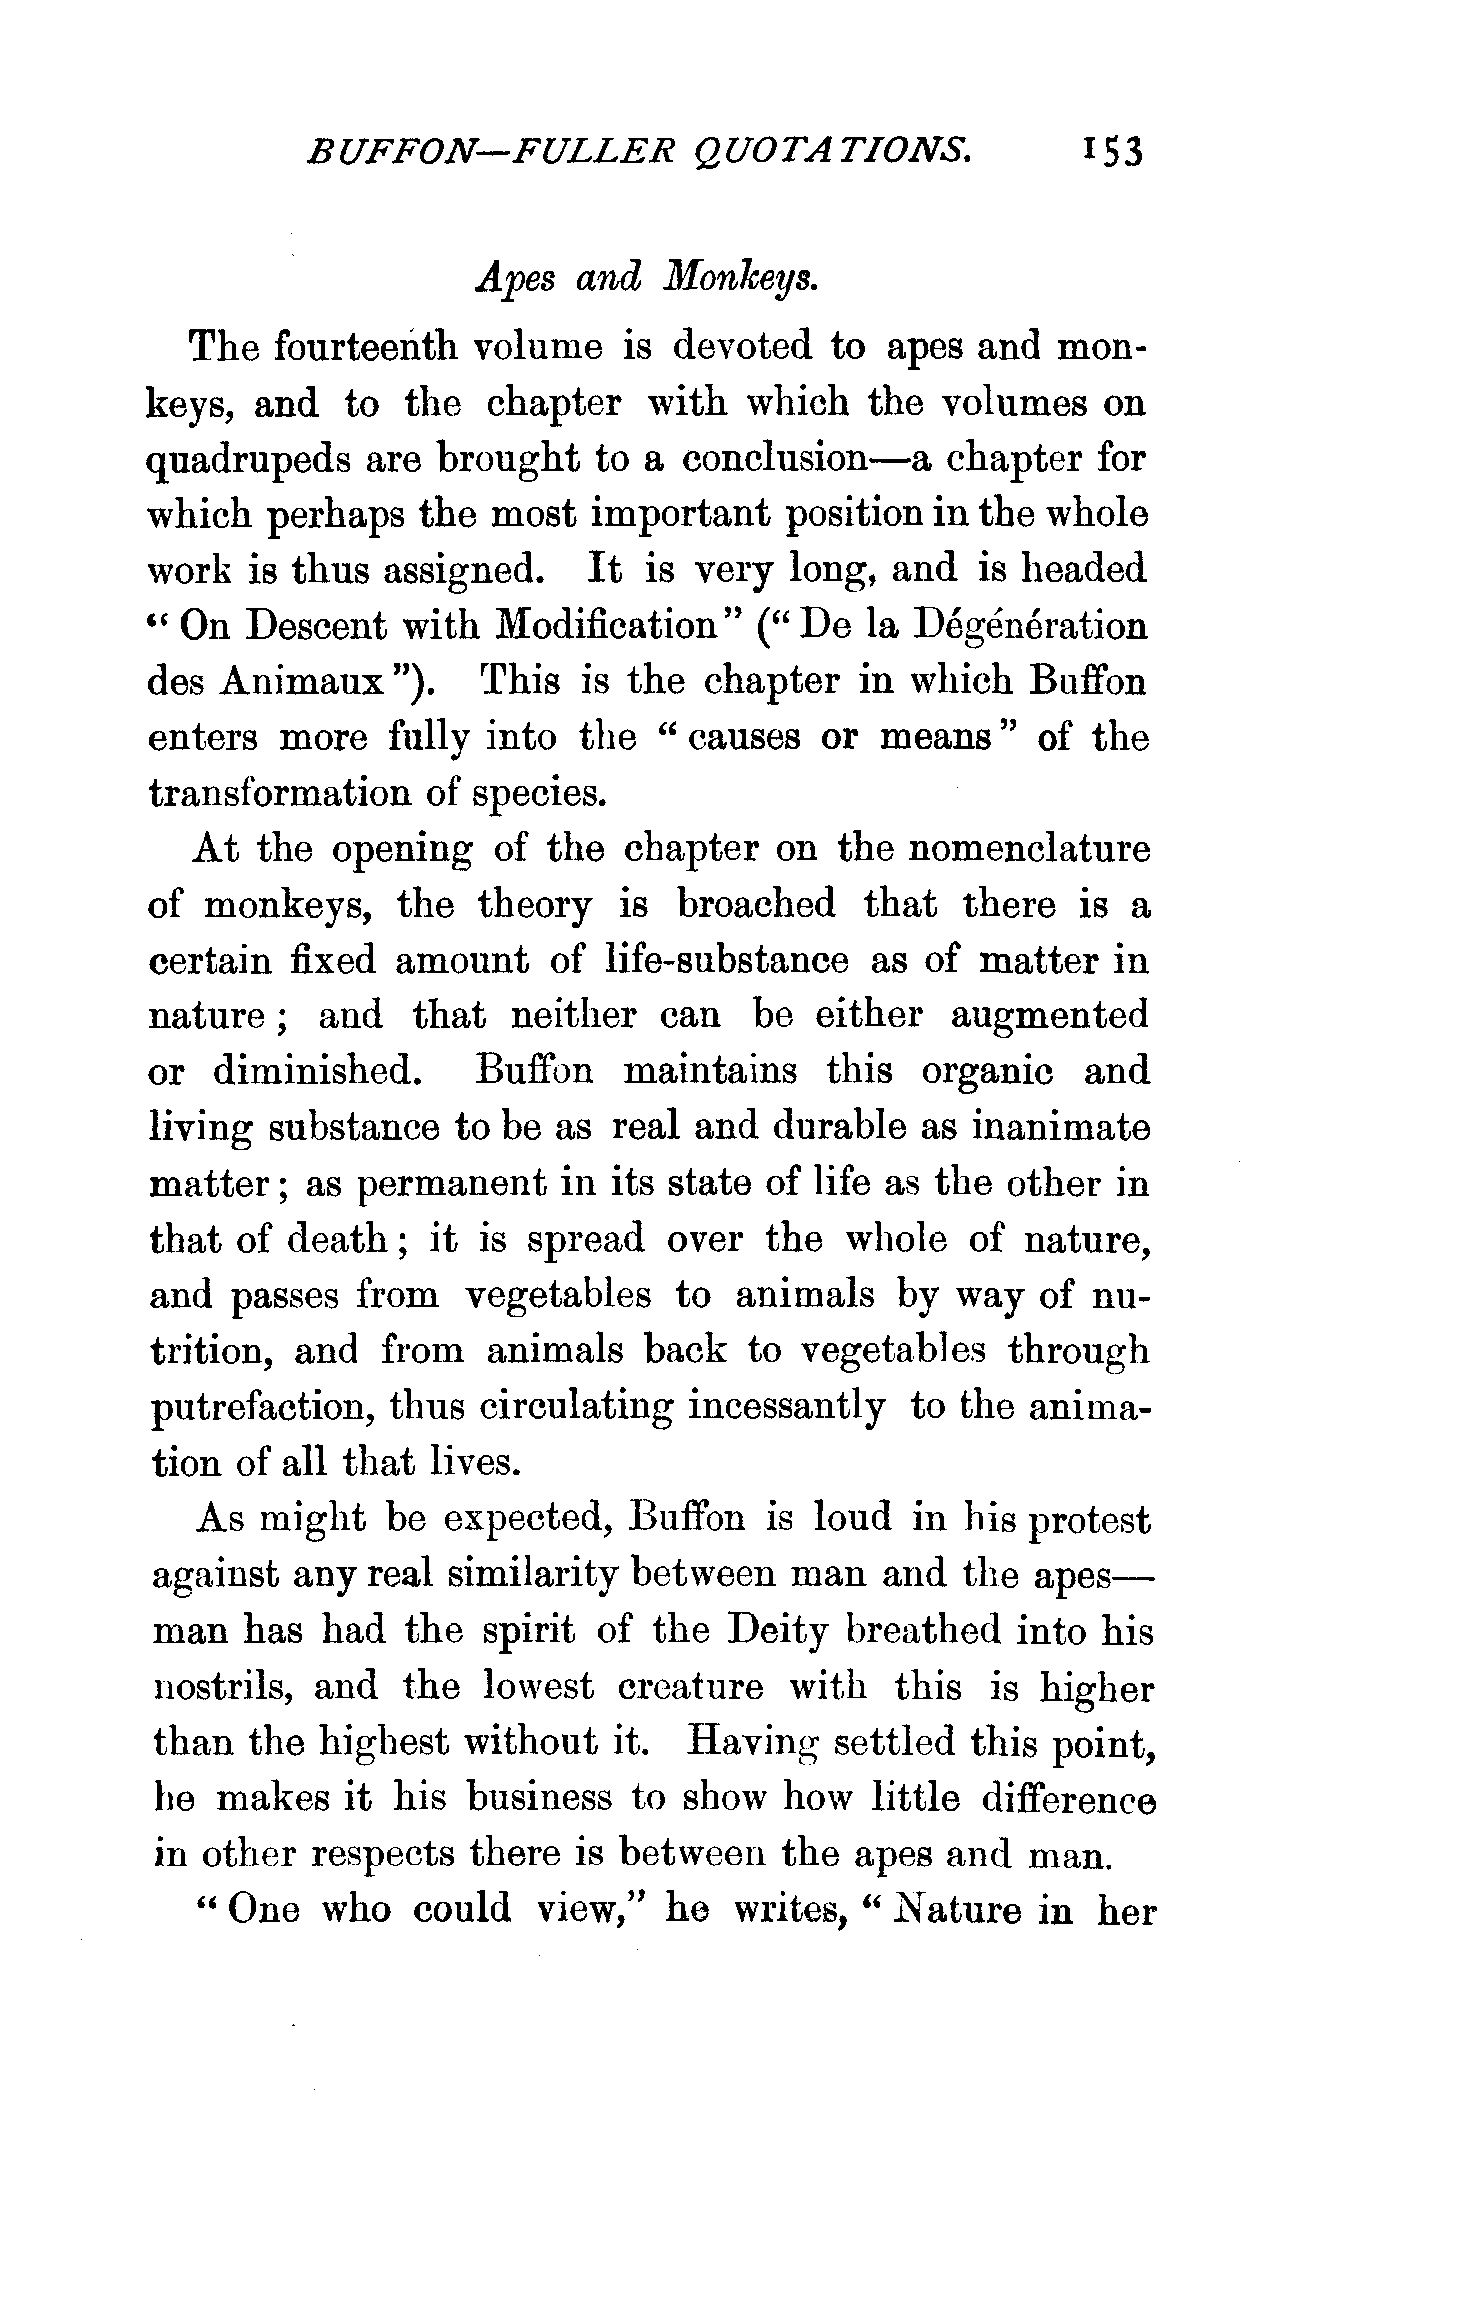 BUFFON—FULLER QUOTATIONS. 153
Apes and Monkeys.
The fourteenth volume is devoted to apes and mon-
keys, and to the chapter with which the volumes on
quadrupeds are brought to a conclusion—a chapter for
which perhaps the most important position in the whole
work is thus assigned. It is very long, and is headed
“ On Descent with Modification” (“ De la Dégénération
des Animaux ”). This is the chapter in which Buffon
enters more fully into the “ causes or means ” of the
transformation of species.
At the opening of the chapter on the nomenclature
of monkeys, the theory is broached that there is a
certain fixed amount of life-substance as of matter in
nature ; and that neither can be either augmented
or diminished. Buffon maintains this organic and
living substance to be as real and durable as inanimate
matter ; as permanent in its state of life as the other in
that of death ; it is spread over the whole of nature,
and passes from vegetables to animals by way of nu-
trition, and from animals back to vegetables through
putrefaction, thus circulating incessantly to the anima-
tion of all that lives.
As might be expected, Buffon is loud in his protest
against any real similarity between man and the apes—
man has had the spirit of the Deity breathed into his
nostrils, and the lowest creature with this is higher
than the highest without it. Having settled this point,
he makes it his business to show how little difference
in other respects there is between the apes and man.
“ One who could view,” he writes, “ Nature in her